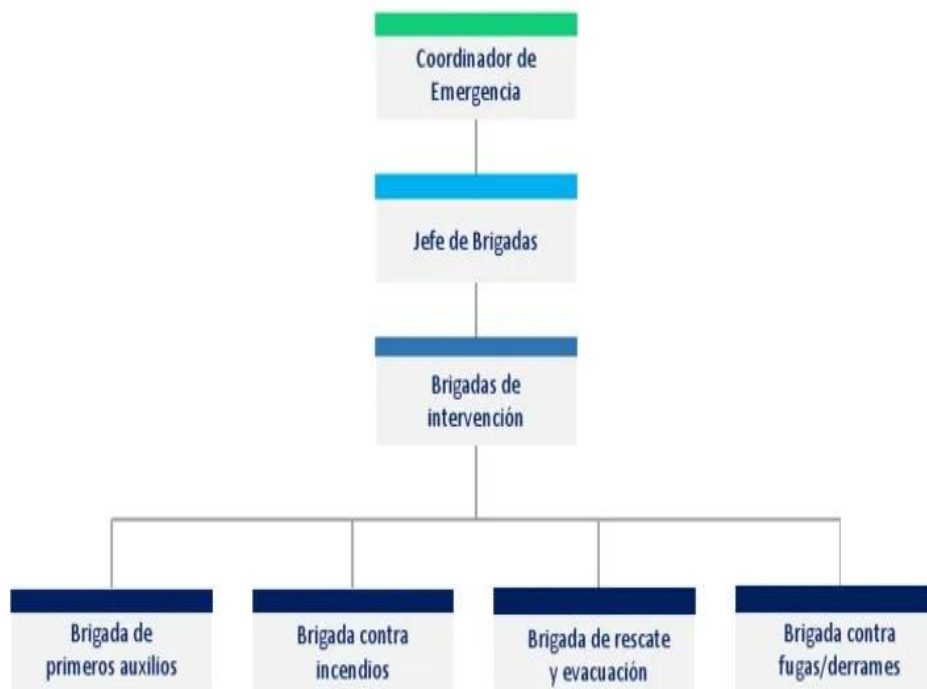 Coordinador de
Emergencia
Jefe de Brigadas
Brigadas de
intervención
Brigada de
primeros auxilios
Brigada contra
incendios
Brigada de rescate
y evacuación
Brigada contra
fugas/derrames